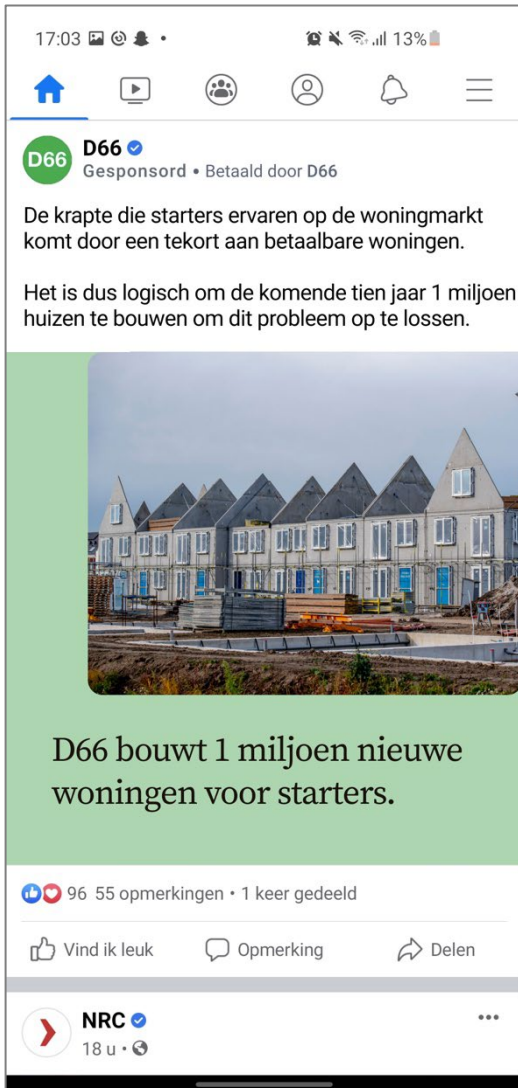 17:03
13%
D66
D66
Gesponsord • Betaald door D66
De krapte die starters ervaren op de woningmarkt
komt door een tekort aan betaalbare woningen.
Het is dus logisch om de komende tien jaar 1 miljoen
huizen te bouwen om dit probleem op te lossen.
D66 bouwt 1 miljoen nieuwe
woningen voor starters.
96 55 opmerkingen • 1 keer gedeeld
Vind ik leuk
Opmerking
Delen
NRC
18 u •